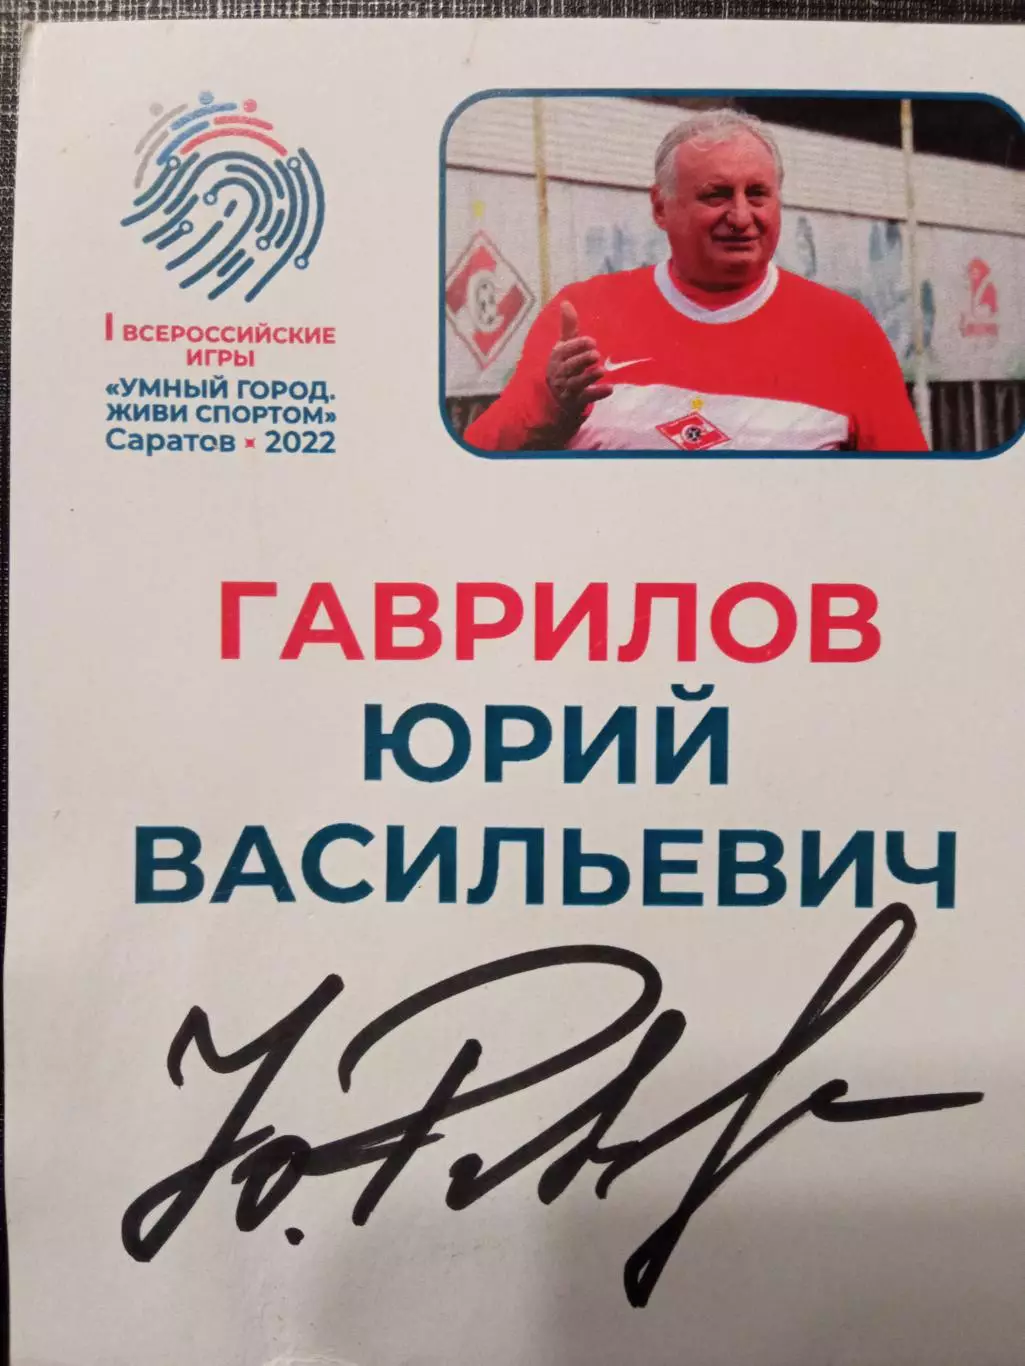 I ВСЕРОССИЙСКИЕ
ИГРЫ
«УМНЫЙ ГОРОД.
ЖИВИ СПОРТОМ»
Саратов 2022
ГАВРИЛОВ
ЮРИЙ
ВАСИЛЬЕВИЧ